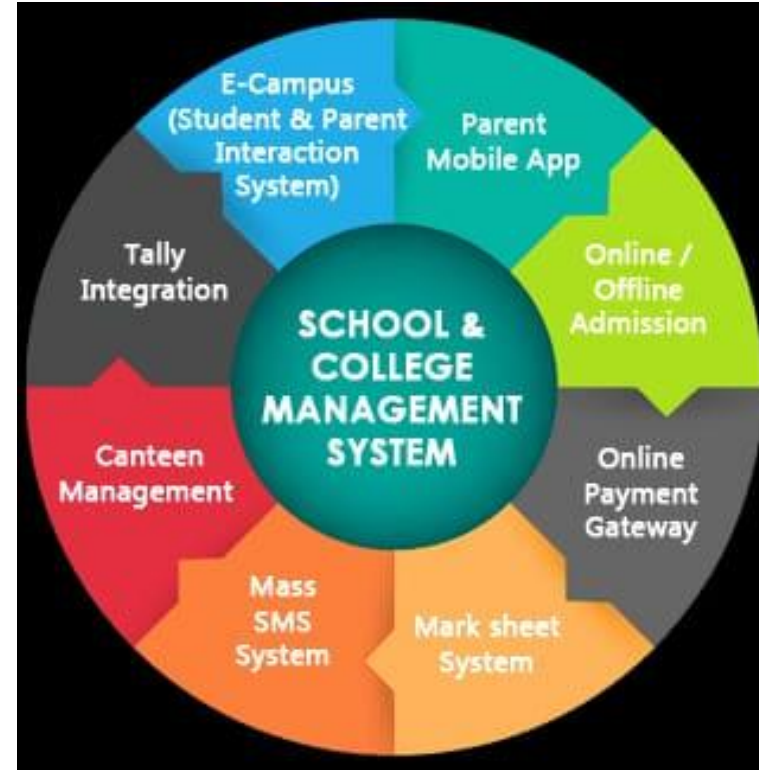 E-Campus
(Student & Parent
Interaction
System)
Parent
Mobile App
Online /
Offline
Admission
Online
Payment
Gateway
Mark sheet
System
Mass
SMS
System
Canteen
Management
Tally
Integration
SCHOOL &
COLLEGE
MANAGEMENT
SYSTEM